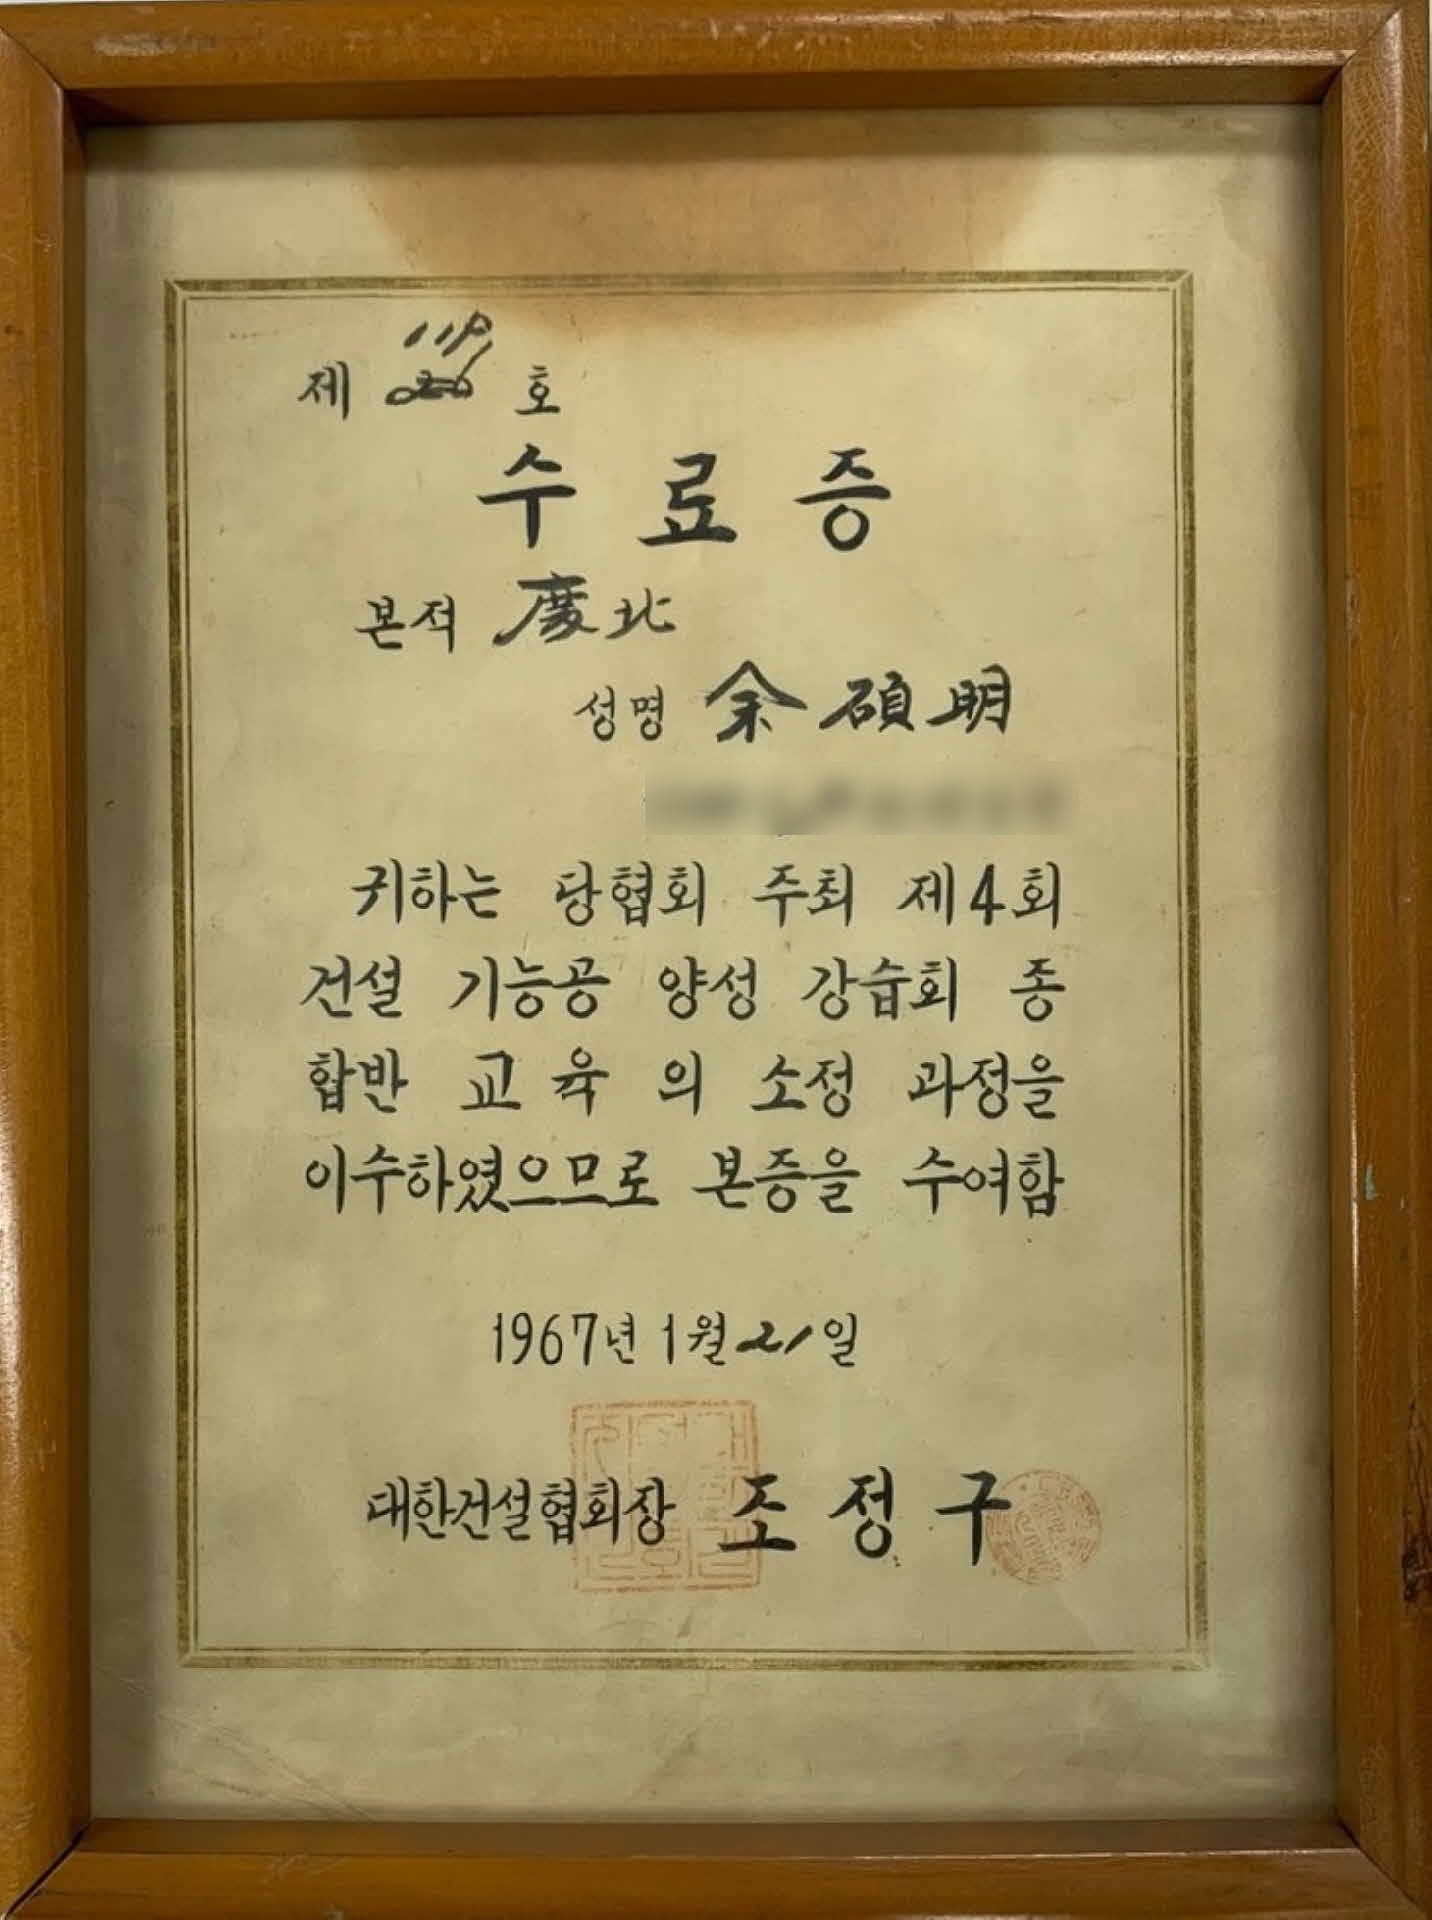 제 119 호
수료증
본적 慶北
성명 余碩明
귀하는 당협회 주최 제4회
건설 기능공 양성 강습회 종
합반 교육의 소정 과정을
이수하였으므로 본증을 수여함
1967년 1월 21일
대한건설협회장 조정구